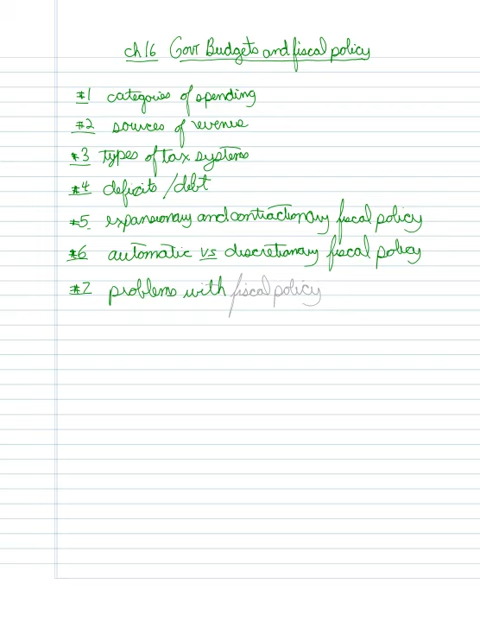 ch16 Govt Budgets and fiscal policy
#1 categories of spending
#2 sources of revenue
#3 types of tax systems
#4 deficits/debt
#5 expansionary and contractionary fiscal policy
#6 automatic vs discretionary fiscal policy
#7 problems with fiscal policy